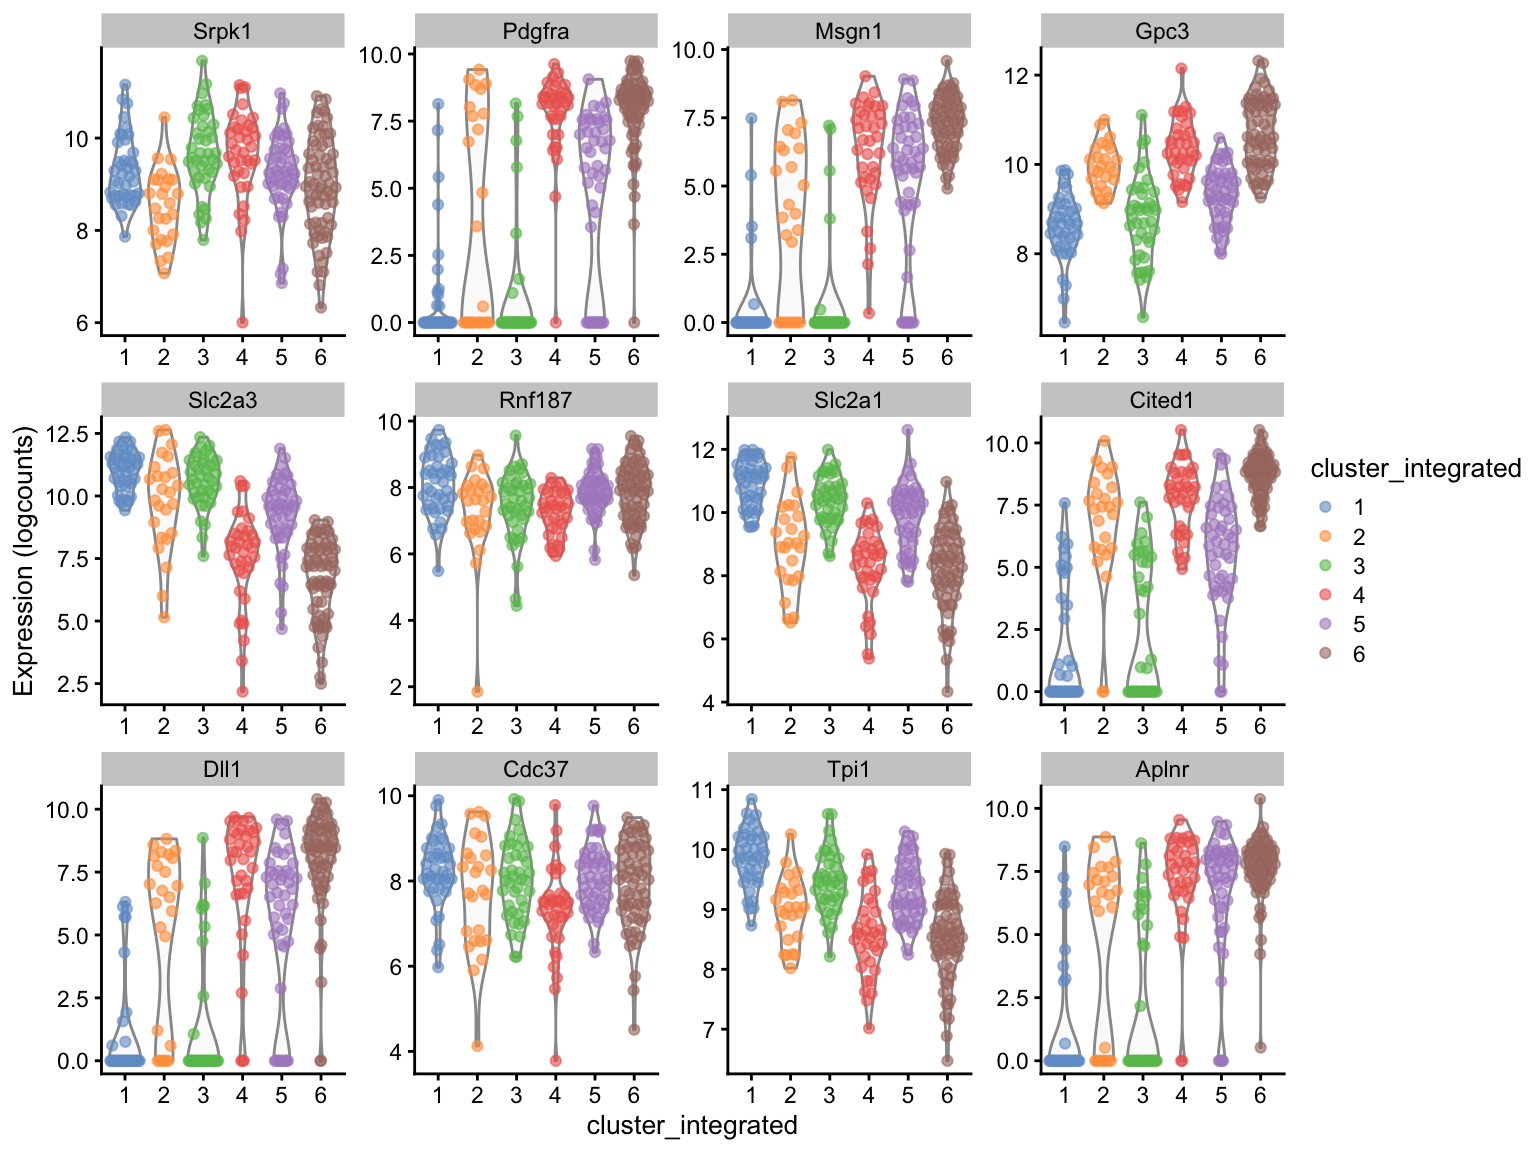 Srpk1 Pdgfra Msgn1 Gpc3
10 8 6
10.0 7.5 5.0 2.5 0.0
10.0 7.5 5.0 2.5 0.0
12 10 8
1 2 3 4 5 6 1 2 3 4 5 6 1 2 3 4 5 6 1 2 3 4 5 6
Slc2a3 Rnf187 Slc2a1 Cited1
12.5 10.0 7.5 5.0 2.5
10 8 6 4 2
12 10 8 6 4
10.0 7.5 5.0 2.5 0.0
1 2 3 4 5 6 1 2 3 4 5 6 1 2 3 4 5 6 1 2 3 4 5 6
Dll1 Cdc37 Tpi1 Aplnr
10.0 7.5 5.0 2.5 0.0
10 8 6 4
11 10 9 8 7
10.0 7.5 5.0 2.5 0.0
1 2 3 4 5 6 1 2 3 4 5 6 1 2 3 4 5 6 1 2 3 4 5 6
Expression (logcounts)
cluster_integrated
cluster_integrated
1
2
3
4
5
6